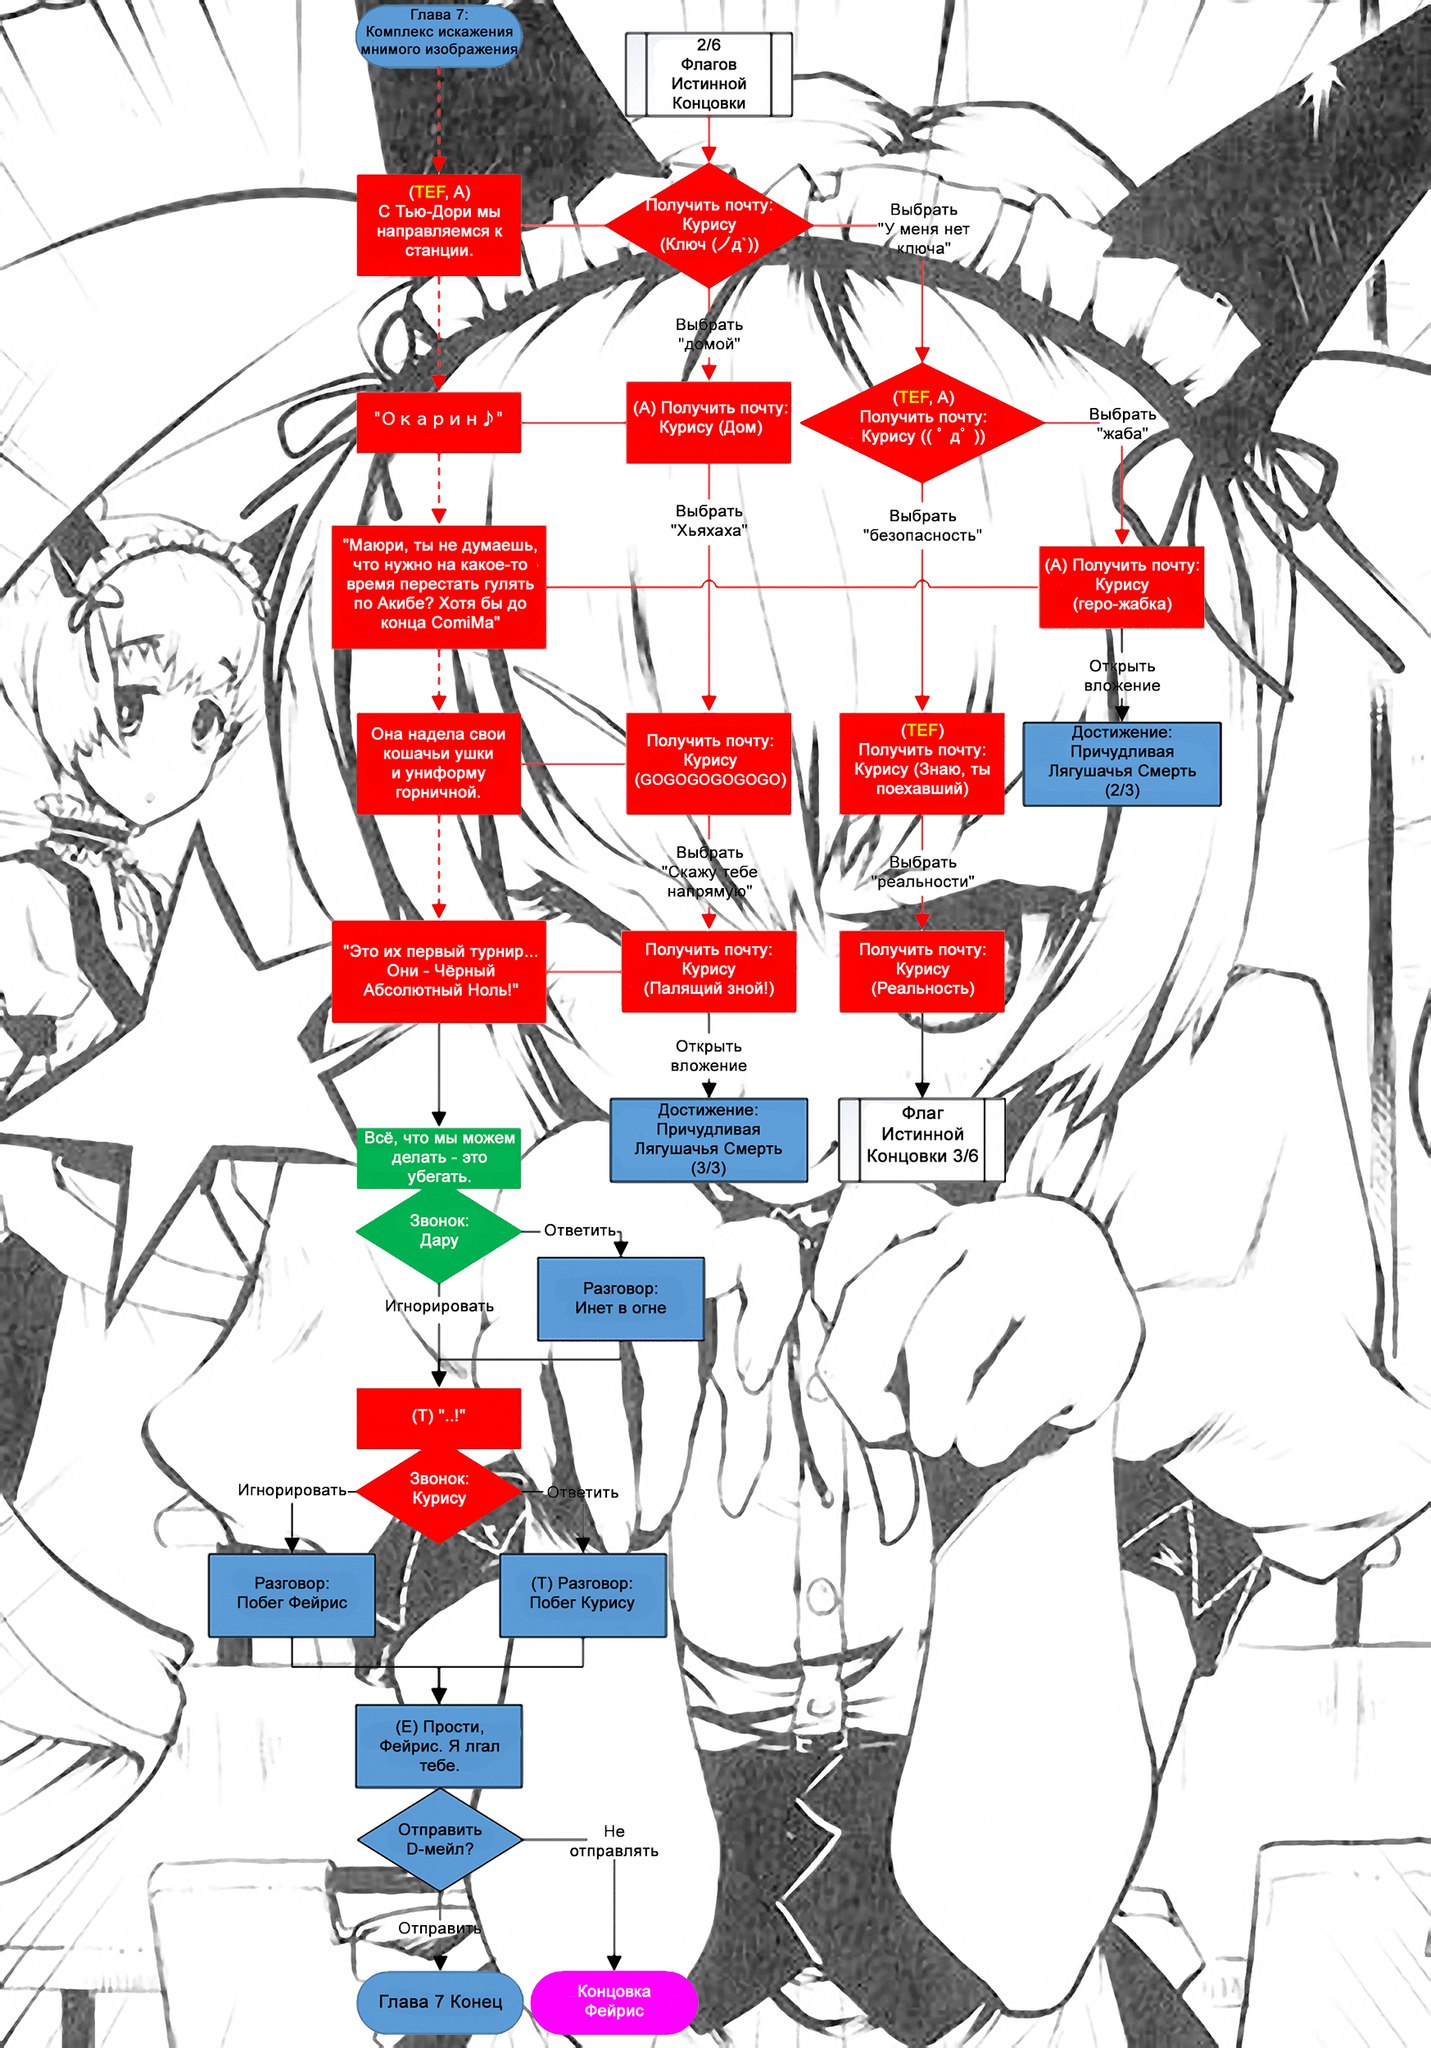 Глава 7:
Комплекс искажения
мнимого изображения
2/6
Флагов
Истинной
Концовки
(TEF, A)
С Тью-Дори мы
направляемся к
станции.
Получить почту:
Курису
(Ключ (ノд`))
Выбрать
"У меня нет
ключа"
Выбрать
"домой"
"О к а р и н ♪"
(A) Получить почту:
Курису (Дом)
(TEF, A)
Получить почту:
Курису (( ﾟ дﾟ ))
Выбрать
"жаба"
"Маюри, ты не думаешь,
что нужно на какое-то
время перестать гулять
по Акибе? Хотя бы до
конца ComiMa"
Выбрать
"Хьяхаха"
Выбрать
"безопасность"
(A) Получить почту:
Курису
(геро-жабка)
Открыть
вложение
Она надела свои
кошачьи ушки
и униформу
горничной.
Получить почту:
Курису
(GOGOGOGOGOGO)
(TEF)
Получить почту:
Курису (Знаю, ты
поехавший)
Достижение:
Причудливая
Лягушачья Смерть
(2/3)
Выбрать
"Скажу тебе
напрямую"
Выбрать
"реальности"
"Это их первый турнир...
Они - Чёрный
Абсолютный Ноль!"
Получить почту:
Курису
(Палящий зной!)
Получить почту:
Курису
(Реальность)
Открыть
вложение
Достижение:
Причудливая
Лягушачья Смерть
(3/3)
Флаг
Истинной
Концовки 3/6
Всё, что мы можем
делать - это
убегать.
Звонок:
Дару
Ответить
Игнорировать
Разговор:
Инет в огне
(T) "..!"
Звонок:
Курису
Игнорировать
Ответить
Разговор:
Побег Фейрис
(T) Разговор:
Побег Курису
(E) Прости,
Фейрис. Я лгал
тебе.
Отправить
D-мейл?
Не
отправлять
Отправить
Глава 7 Конец
Концовка
Фейрис